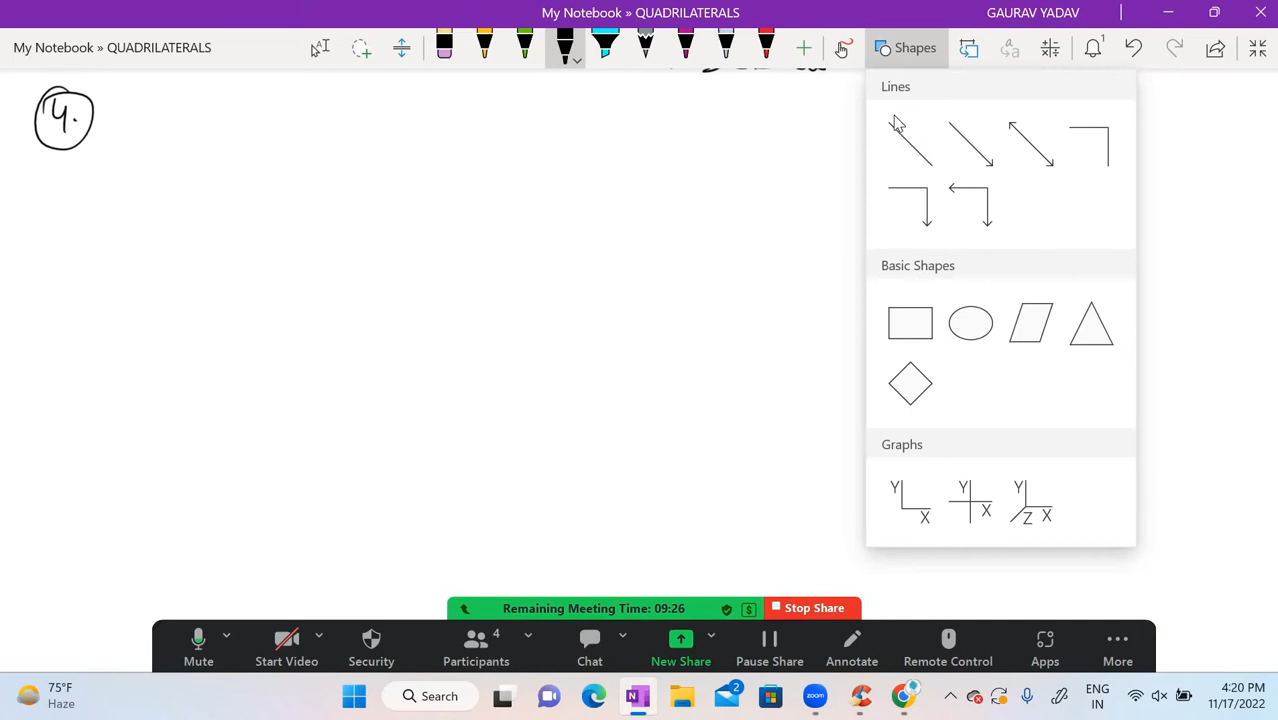 My Notebook » QUADRILATERALS
GAURAV YADAV
My Notebook » QUADRILATERALS
Shapes
1
4.
Lines
Basic Shapes
Graphs
Y X
Y X
Y Z X
Remaining Meeting Time: 09:26
$
Stop Share
4
Mute
Start Video
Security
Participants
Chat
New Share
Pause Share
Annotate
Remote Control
Apps
More
75°F
Haze
Search
2
zoom
ENG
IN
4:20 PM
11/17/2022